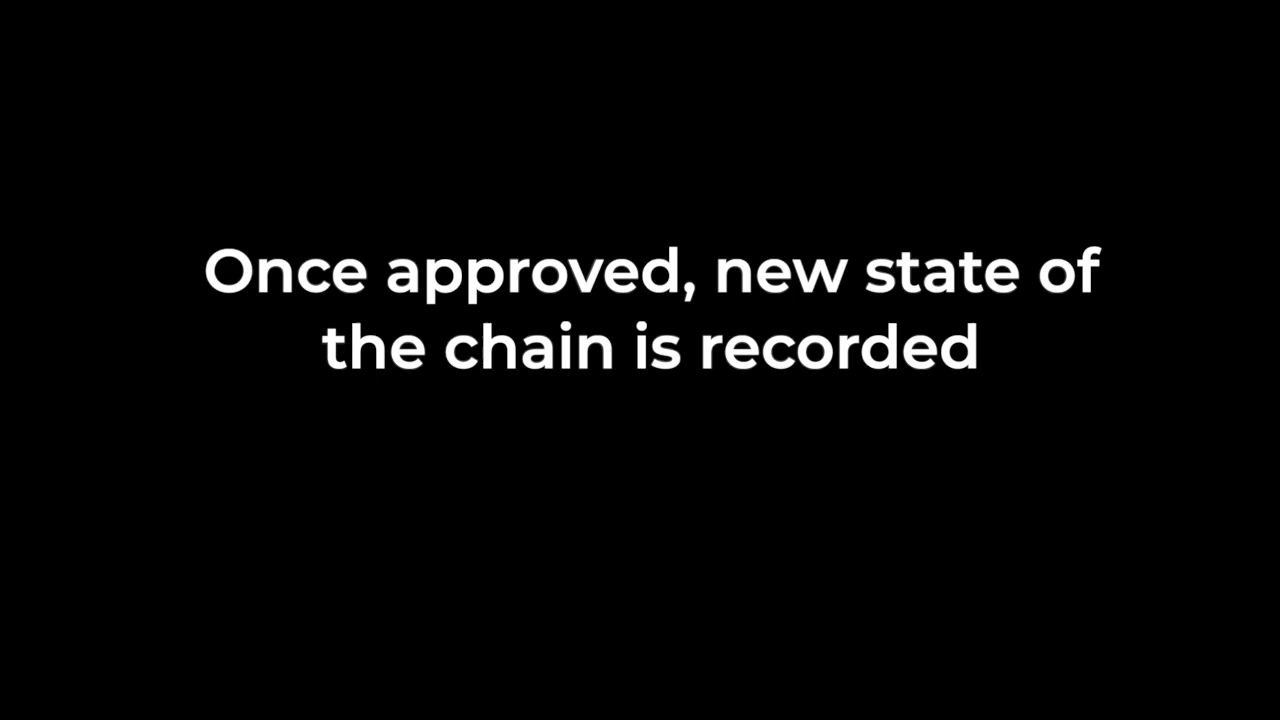 Once approved, new state of
the chain is recorded